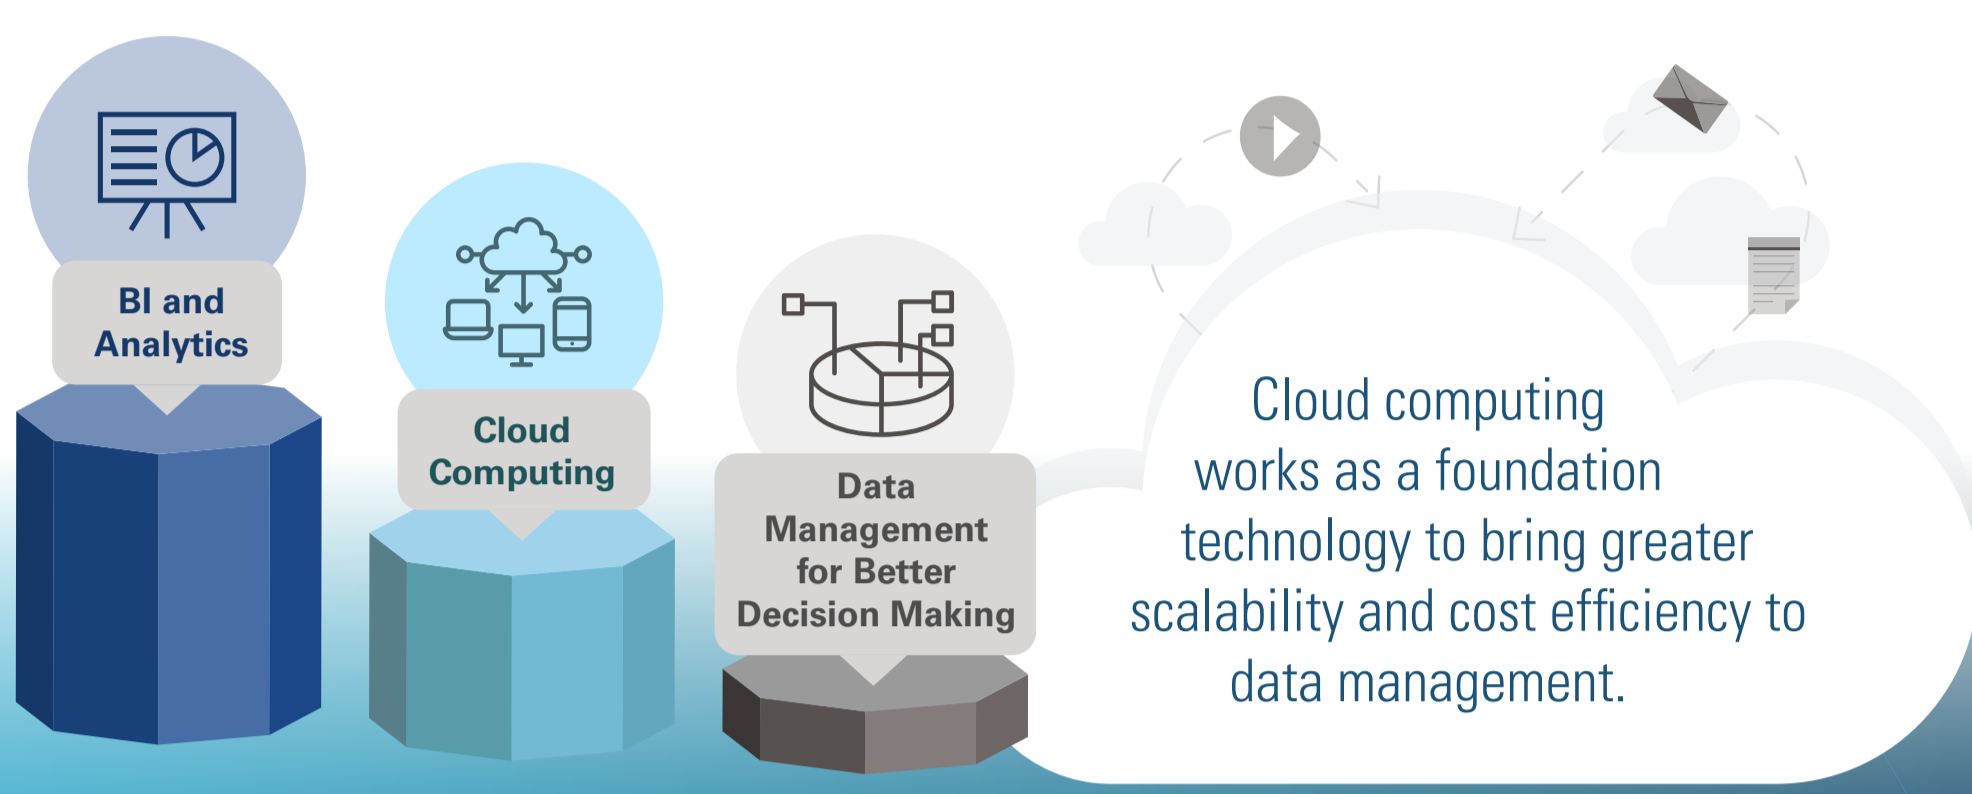 BI and
Analytics
Cloud
Computing
Data
Management
for Better
Decision Making
Cloud computing
works as a foundation
technology to bring greater
scalability and cost efficiency to
data management.